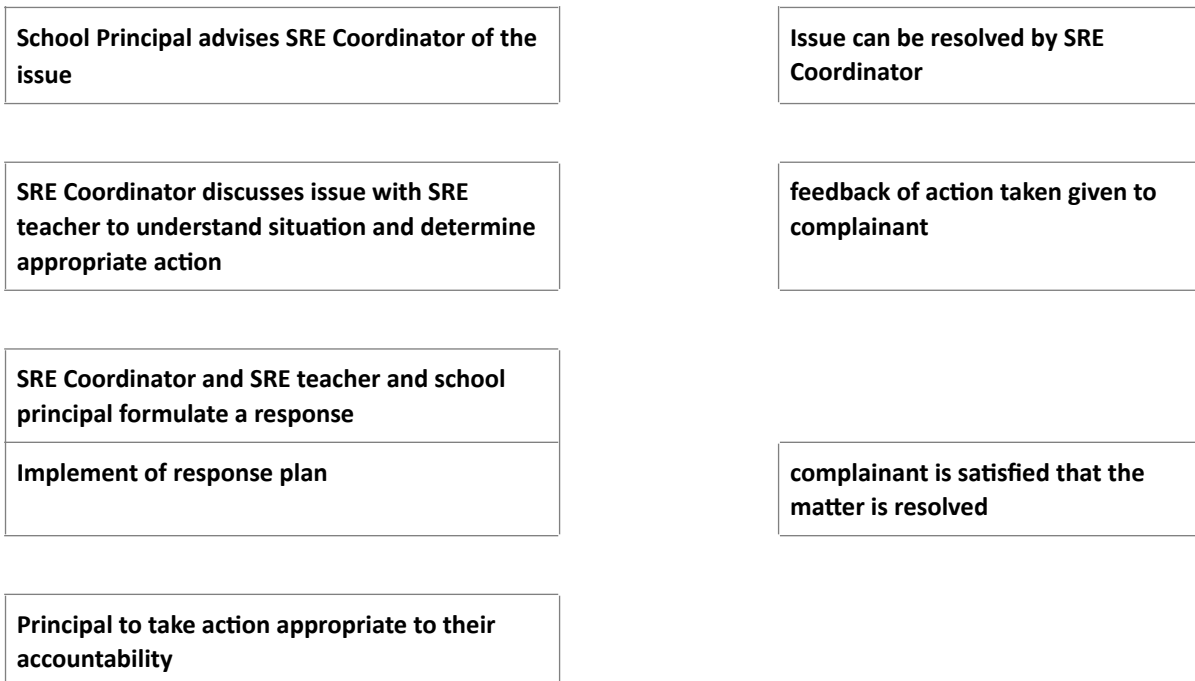 School Principal advises SRE Coordinator of the
issue
Issue can be resolved by SRE
Coordinator
SRE Coordinator discusses issue with SRE
teacher to understand situation and determine
appropriate action
feedback of action taken given to
complainant
SRE Coordinator and SRE teacher and school
principal formulate a response
Implement of response plan
complainant is satisfied that the
matter is resolved
Principal to take action appropriate to their
accountability